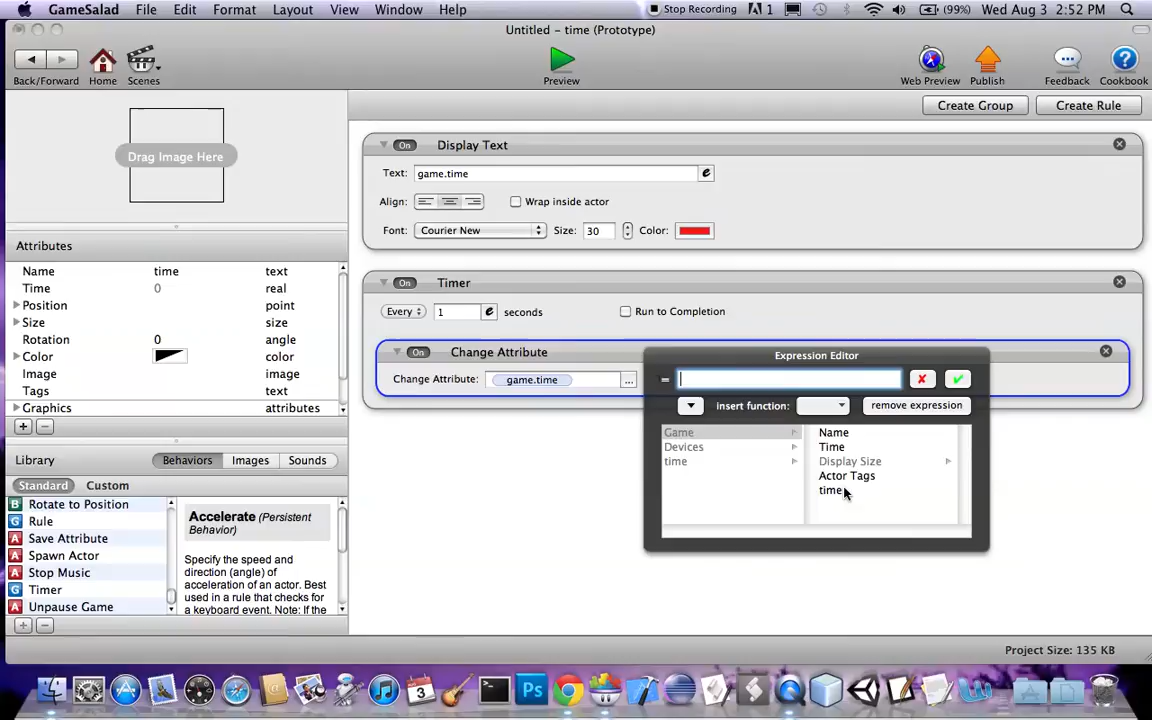 GameSalad File Edit Format Layout View Window Help Stop Recording 1 (99%) Wed Aug 3 2:52 PM
Untitled – time (Prototype)
Back/Forward Home Scenes Preview Web Preview Publish Feedback Cookbook
Create Group Create Rule
Drag Image Here
Attributes
Name time text
Time 0 real
Position point
Size size
Rotation 0 angle
Color color
Image image
Tags text
Graphics attributes
Library Behaviors Images Sounds
Standard Custom
B Rotate to Position
G Rule
A Save Attribute
A Spawn Actor
A Stop Music
G Timer
A Unpause Game
Accelerate (Persistent
Behavior)
Specify the speed and
direction (angle) of
acceleration of an actor. Best
used in a rule that checks for
a keyboard event. Note: If the
On Display Text
Text: game.time e
Align: Wrap inside actor
Font: Courier New Size: 30 Color:
On Timer
Every 1 e seconds Run to Completion
On Change Attribute
Change Attribute: game.time ...
Expression Editor
=
insert function: remove expression
Game Name
Devices Time
time Display Size
Actor Tags
time
Project Size: 135 KB
3
Ps